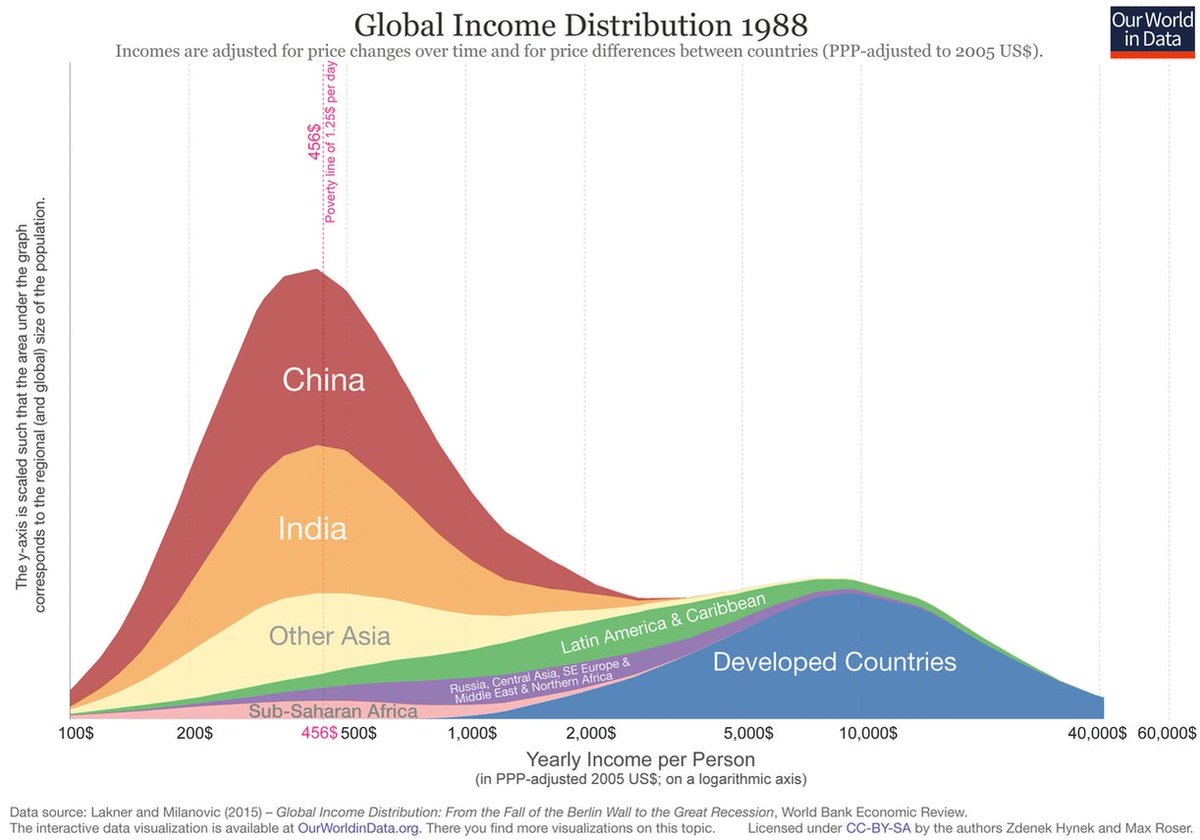 Global Income Distribution 1988
Incomes are adjusted for price changes over time and for price differences between countries (PPP-adjusted to 2005 US$).
Our World
in Data
The y-axis is scaled such that the area under the graph
corresponds to the regional (and global) size of the population.
456$
Poverty line of 1.25$ per day
China
India
Other Asia
Latin America & Caribbean
Russia, Central Asia, SE Europe &
Middle East & Northern Africa
Sub-Saharan Africa
Developed Countries
100$ 200$ 456$ 500$ 1,000$ 2,000$ 5,000$ 10,000$ 40,000$ 60,000$
Yearly Income per Person
(in PPP-adjusted 2005 US$; on a logarithmic axis)
Data source: Lakner and Milanovic (2015) – Global Income Distribution: From the Fall of the Berlin Wall to the Great Recession, World Bank Economic Review.
The interactive data visualization is available at OurWorldinData.org. There you find more visualizations on this topic. Licensed under CC-BY-SA by the authors Zdenek Hynek and Max Roser.